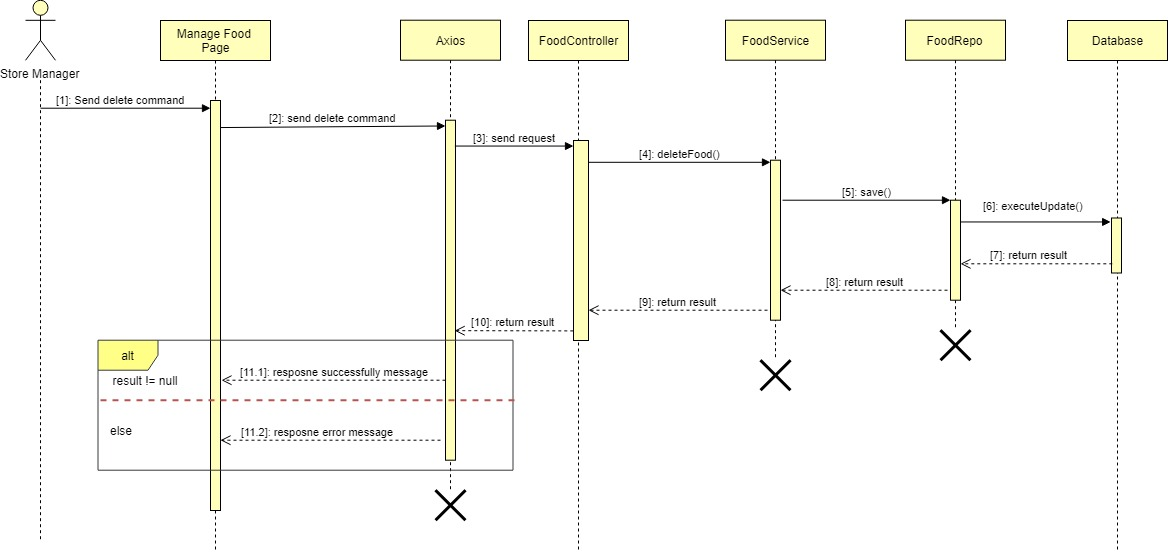 Manage Food
Page
Axios
FoodController
FoodService
FoodRepo
Database
Store Manager
[1]: Send delete command
[2]: send delete command
[3]: send request
[4]: deleteFood()
[5]: save()
[6]: executeUpdate()
[7]: return result
[8]: return result
[9]: return result
[10]: return result
alt
result != null
[11.1]: resposne successfully message
else
[11.2]: resposne error message